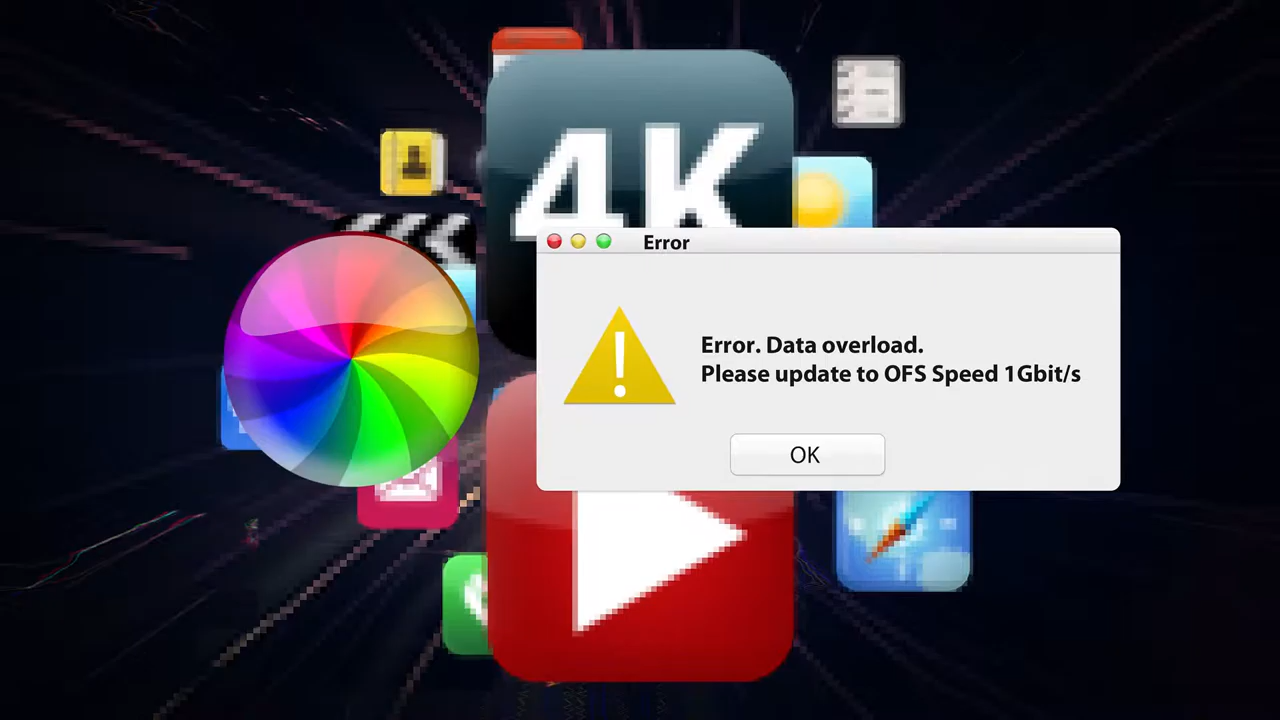 4K
Error
Error. Data overload.
Please update to OFS Speed 1Gbit/s
OK